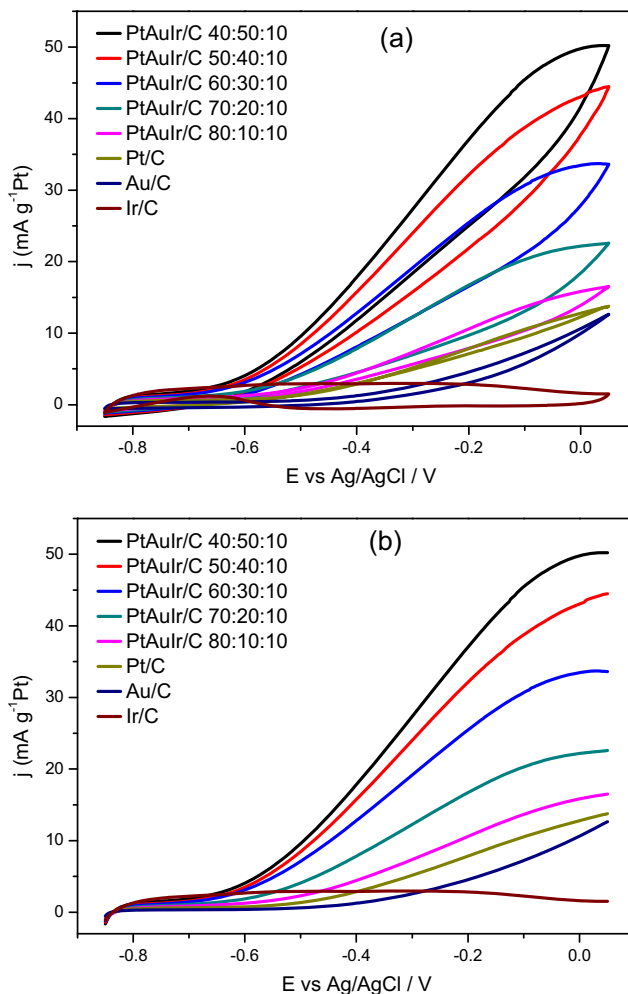 (a)
PtAuIr/C 40:50:10
PtAuIr/C 50:40:10
PtAuIr/C 60:30:10
PtAuIr/C 70:20:10
PtAuIr/C 80:10:10
Pt/C
Au/C
Ir/C
j (mA g⁻¹Pt)
50
40
30
20
10
0
-0.8 -0.6 -0.4 -0.2 0.0
E vs Ag/AgCl / V
(b)
PtAuIr/C 40:50:10
PtAuIr/C 50:40:10
PtAuIr/C 60:30:10
PtAuIr/C 70:20:10
PtAuIr/C 80:10:10
Pt/C
Au/C
Ir/C
j (mA g⁻¹Pt)
50
40
30
20
10
0
-0.8 -0.6 -0.4 -0.2 0.0
E vs Ag/AgCl / V